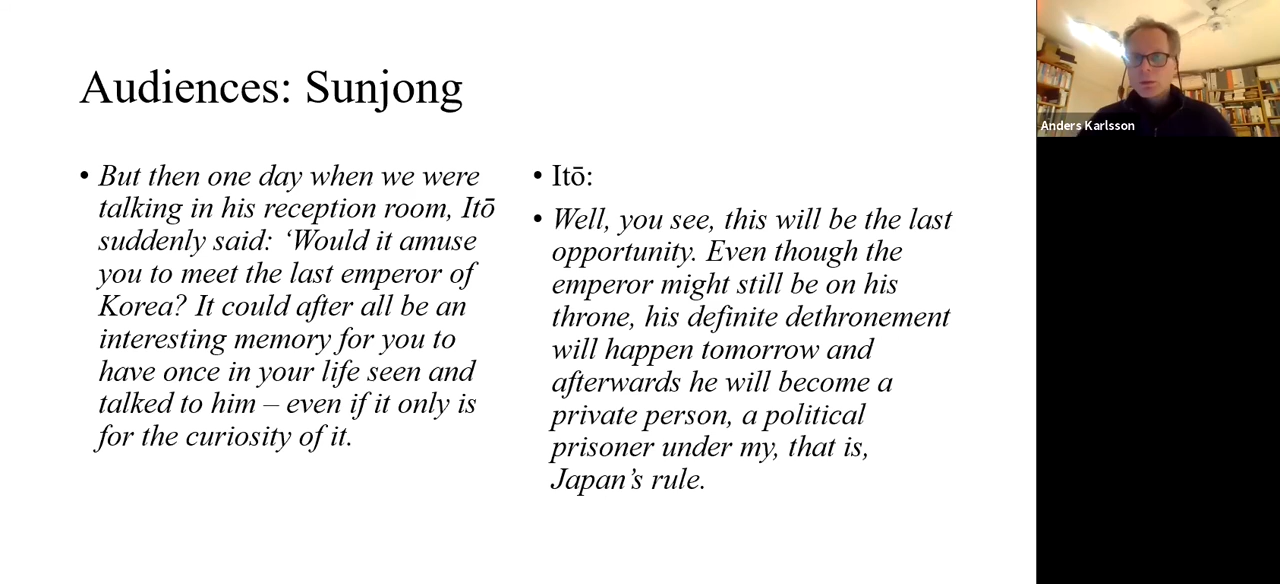 Audiences: Sunjong
• But then one day when we were
talking in his reception room, Itō
suddenly said: ‘Would it amuse
you to meet the last emperor of
Korea? It could after all be an
interesting memory for you to
have once in your life seen and
talked to him – even if it only is
for the curiosity of it.
• Itō:
• Well, you see, this will be the last
opportunity. Even though the
emperor might still be on his
throne, his definite dethronement
will happen tomorrow and
afterwards he will become a
private person, a political
prisoner under my, that is,
Japan’s rule.
Anders Karlsson